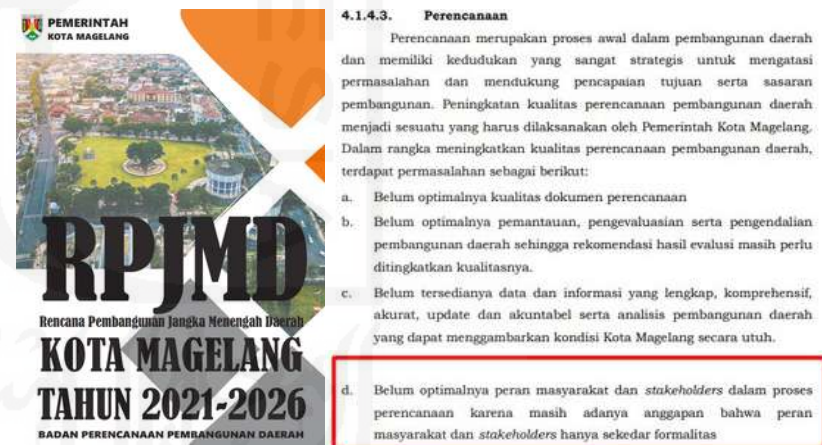 PEMERINTAH
KOTA MAGELANG
RPJMD
Rencana Pembangunan Jangka Menengah Daerah
KOTA MAGELANG
TAHUN 2021-2026
BADAN PERENCANAAN PEMBANGUNAN DAERAH
4.1.4.3. Perencanaan
Perencanaan merupakan proses awal dalam pembangunan daerah
dan memiliki kedudukan yang sangat strategis untuk mengatasi
permasalahan dan mendukung pencapaian tujuan serta sasaran
pembangunan. Peningkatan kualitas perencanaan pembangunan daerah
menjadi sesuatu yang harus dilaksanakan oleh Pemerintah Kota Magelang.
Dalam rangka meningkatkan kualitas perencanaan pembangunan daerah,
terdapat permasalahan sebagai berikut:
a. Belum optimalnya kualitas dokumen perencanaan
b. Belum optimalnya pemantauan, pengevaluasian serta pengendalian
pembangunan daerah sehingga rekomendasi hasil evaluasi masih perlu
ditingkatkan kualitasnya.
c. Belum tersedianya data dan informasi yang lengkap, komprehensif,
akurat, update dan akuntabel serta analisis pembangunan daerah
yang dapat menggambarkan kondisi Kota Magelang secara utuh.
d. Belum optimalnya peran masyarakat dan stakeholders dalam proses
perencanaan karena masih adanya anggapan bahwa peran
masyarakat dan stakeholders hanya sekedar formalitas